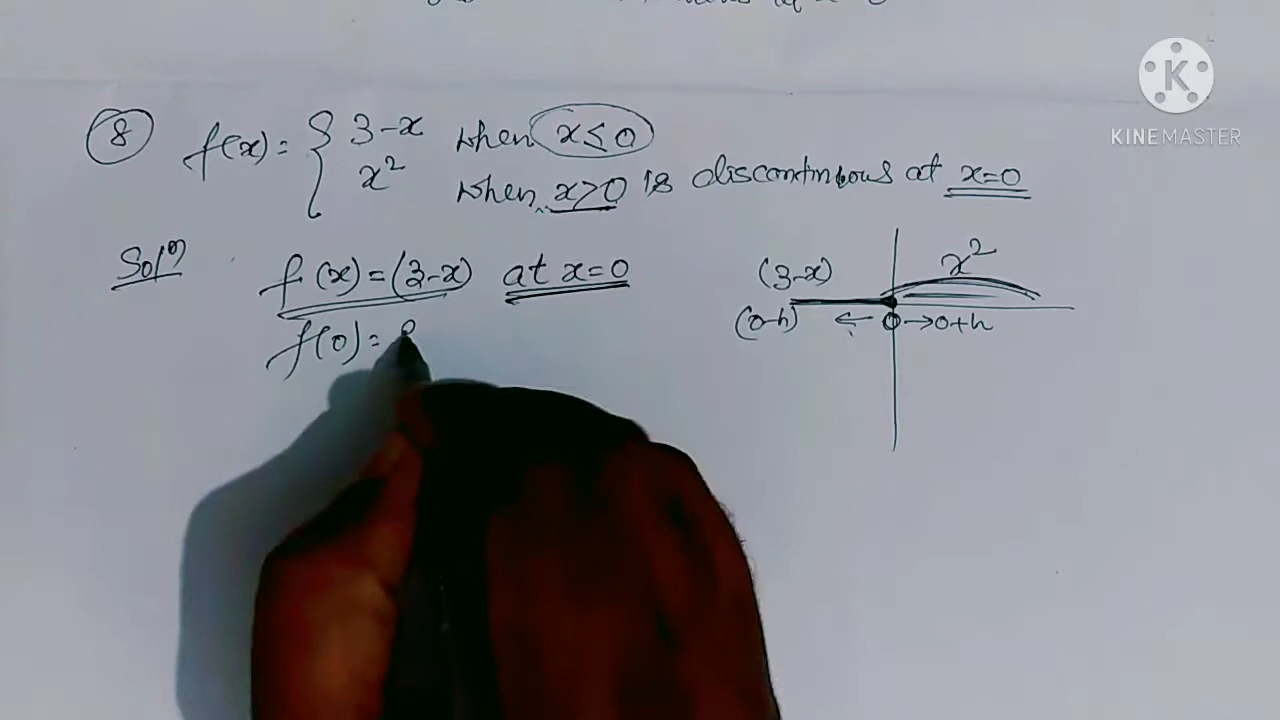 KINEMASTER
⑧ f(x) = { 3-x when x ≤ 0
x² when x > 0 is discontinuous at x=0
Solⁿ f(x) = (3-x) at x=0
f(0) =
x²
(3-x)
(0-h) ← 0 → 0+h